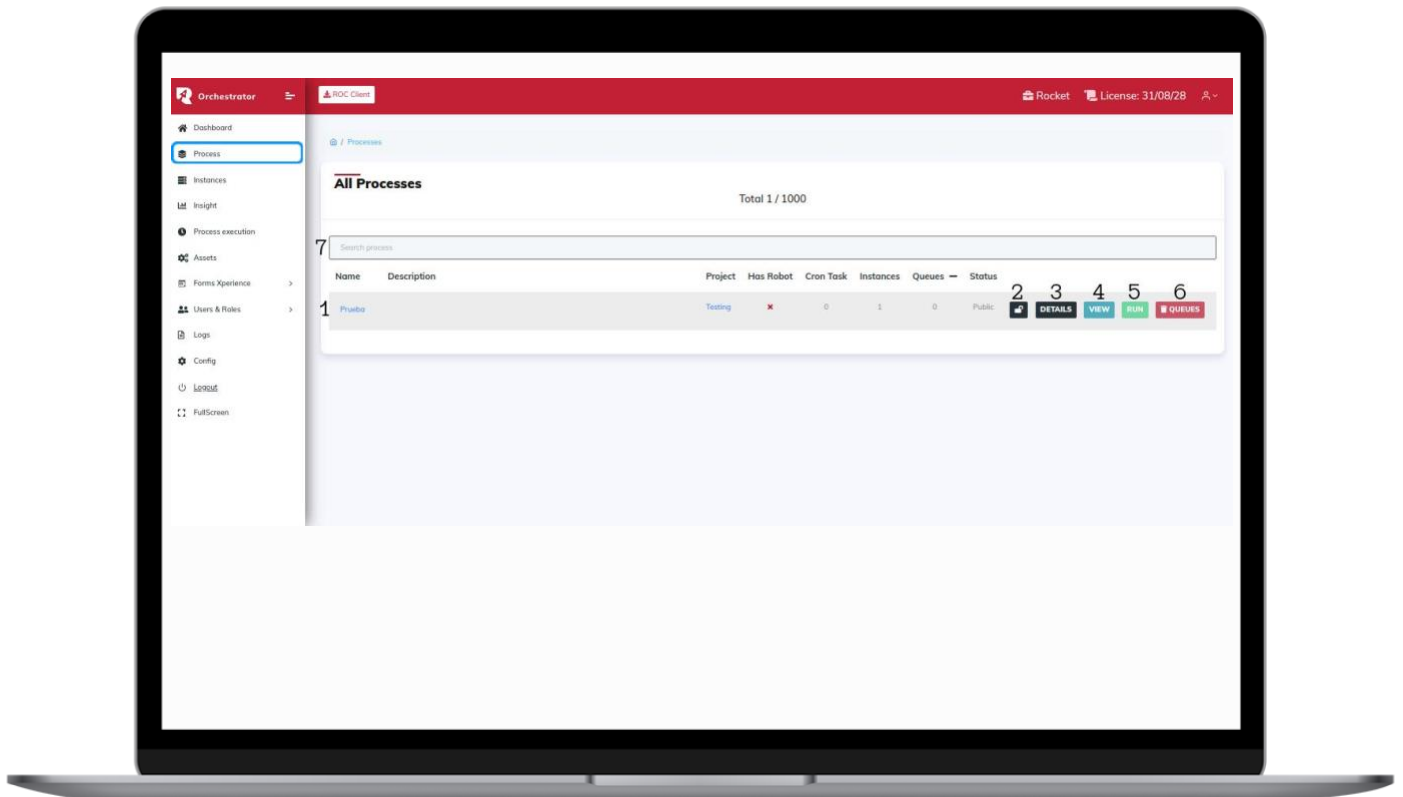 Orchestrator
ROC Client
Rocket License: 31/08/28
Dashboard
Process
Instances
Insight
Process execution
Assets
Forms Xperience
Users & Roles
Logs
Config
Logout
FullScreen
/ Processes
All Processes
Total 1 / 1000
7 Search process
Name Description Project Has Robot Cron Task Instances Queues Status
2 3 4 5 6
1 Prueba Testing 0 1 0 Public DETAILS VIEW RUN QUEUES